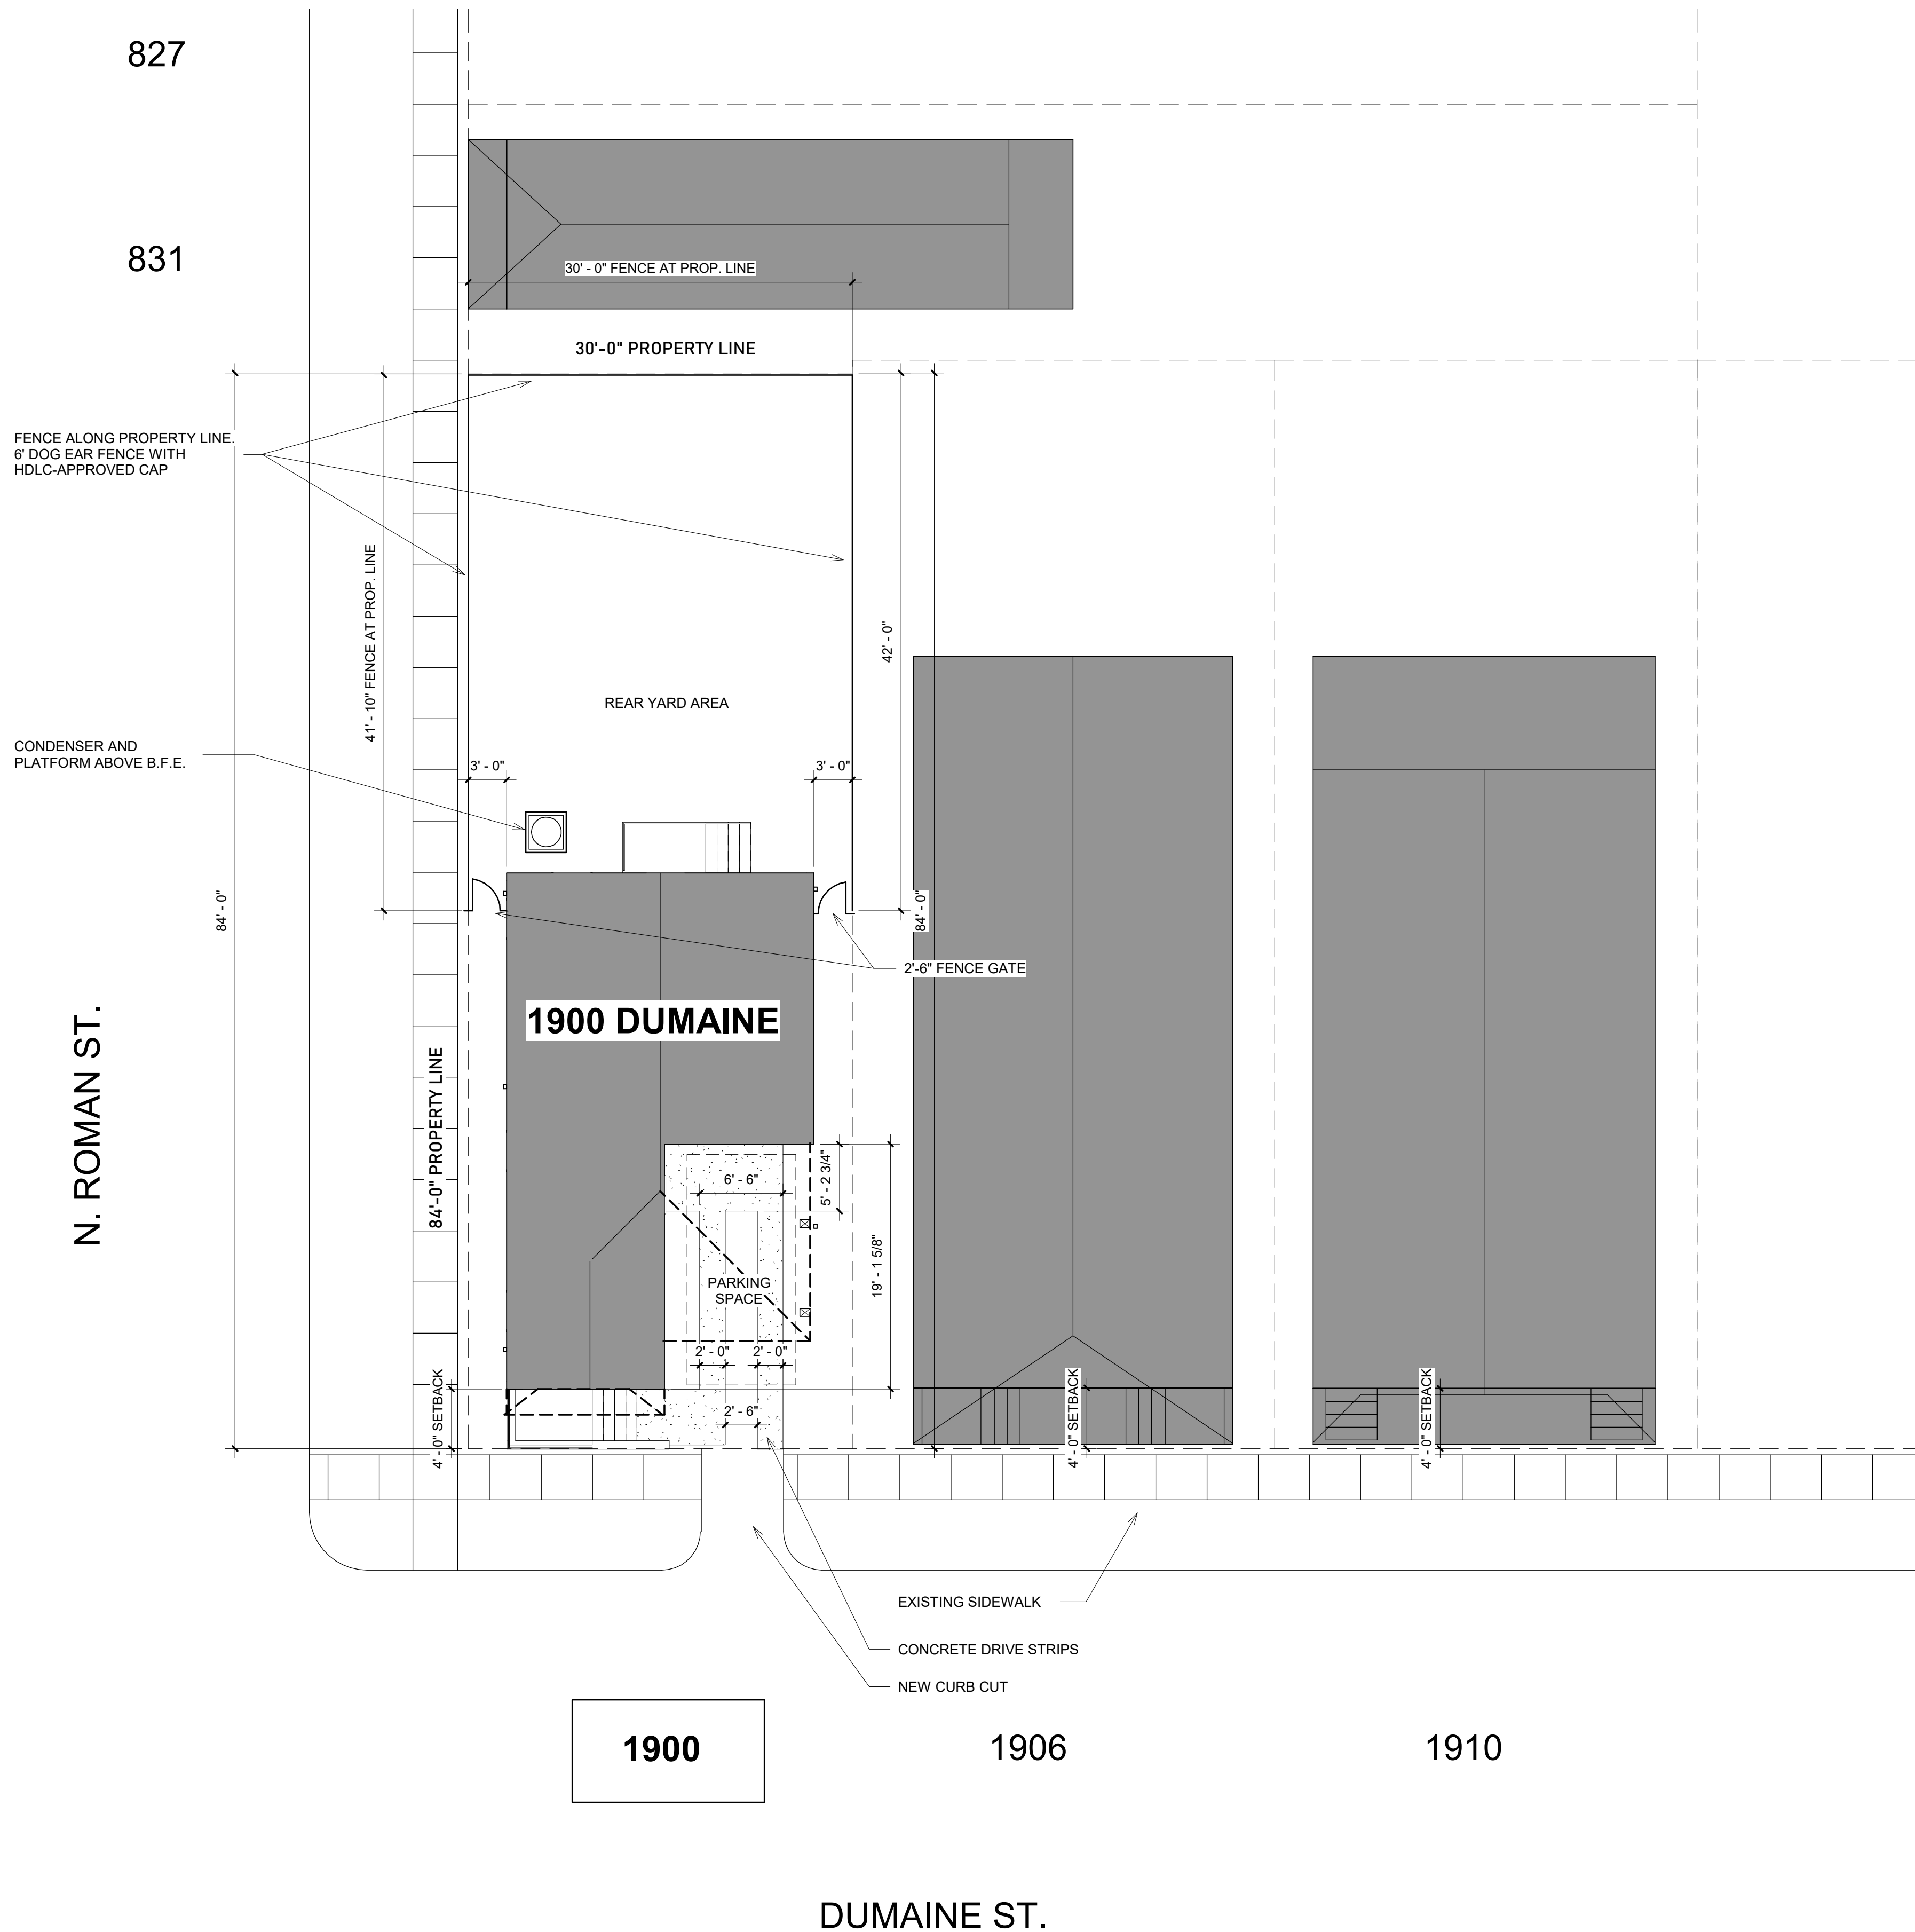 827
831
30' - 0" FENCE AT PROP. LINE
30'-0" PROPERTY LINE
FENCE ALONG PROPERTY LINE.
6' DOG EAR FENCE WITH
HDLC-APPROVED CAP
41' - 10" FENCE AT PROP. LINE
42' - 0"
REAR YARD AREA
CONDENSER AND
PLATFORM ABOVE B.F.E.
3' - 0"
3' - 0"
84' - 0"
84' - 0"
2'-6" FENCE GATE
1900 DUMAINE
N. ROMAN ST.
84'-0" PROPERTY LINE
6' - 6"
5' - 2 3/4"
19' - 1 5/8"
PARKING
SPACE
2' - 0"
2' - 0"
2' - 6"
4' - 0" SETBACK
4' - 0" SETBACK
4' - 0" SETBACK
EXISTING SIDEWALK
CONCRETE DRIVE STRIPS
NEW CURB CUT
1900
1906
1910
DUMAINE ST.